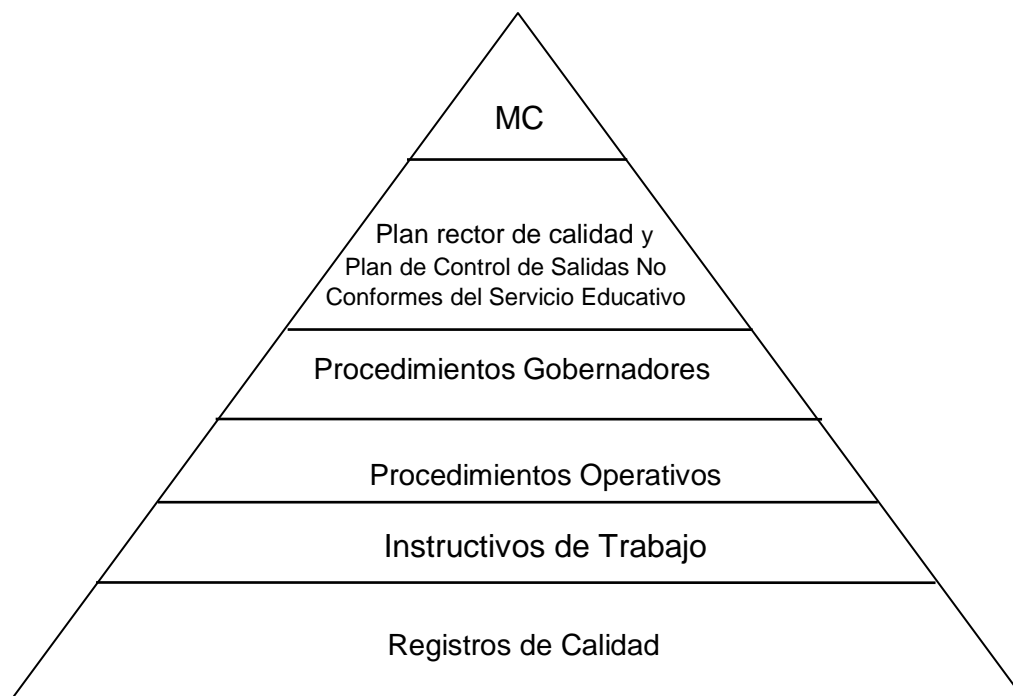 MC
Plan rector de calidad y
Plan de Control de Salidas No
Conformes del Servicio Educativo
Procedimientos Gobernadores
Procedimientos Operativos
Instructivos de Trabajo
Registros de Calidad